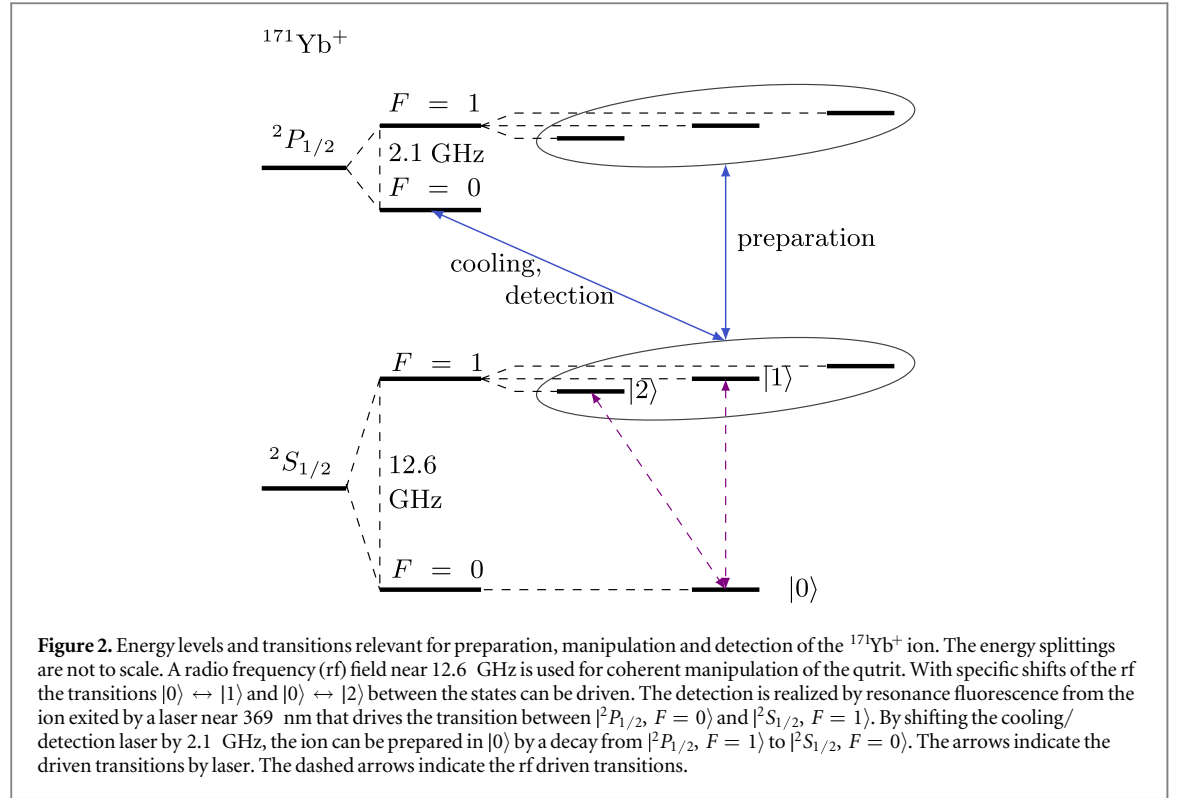 ¹⁷¹Yb⁺
F = 1
²P₁/₂
2.1 GHz
F = 0
preparation
cooling,
detection
F = 1
|1⟩
|2⟩
²S₁/₂
12.6
GHz
F = 0
|0⟩
Figure 2. Energy levels and transitions relevant for preparation, manipulation and detection of the ¹⁷¹Yb⁺ ion. The energy splittings
are not to scale. A radio frequency (rf) field near 12.6 GHz is used for coherent manipulation of the qutrit. With specific shifts of the rf
the transitions |0⟩ ↔ |1⟩ and |0⟩ ↔ |2⟩ between the states can be driven. The detection is realized by resonance fluorescence from the
ion exited by a laser near 369 nm that drives the transition between |²P₁/₂, F = 0⟩ and |²S₁/₂, F = 1⟩. By shifting the cooling/
detection laser by 2.1 GHz, the ion can be prepared in |0⟩ by a decay from |²P₁/₂, F = 1⟩ to |²S₁/₂, F = 0⟩. The arrows indicate the
driven transitions by laser. The dashed arrows indicate the rf driven transitions.